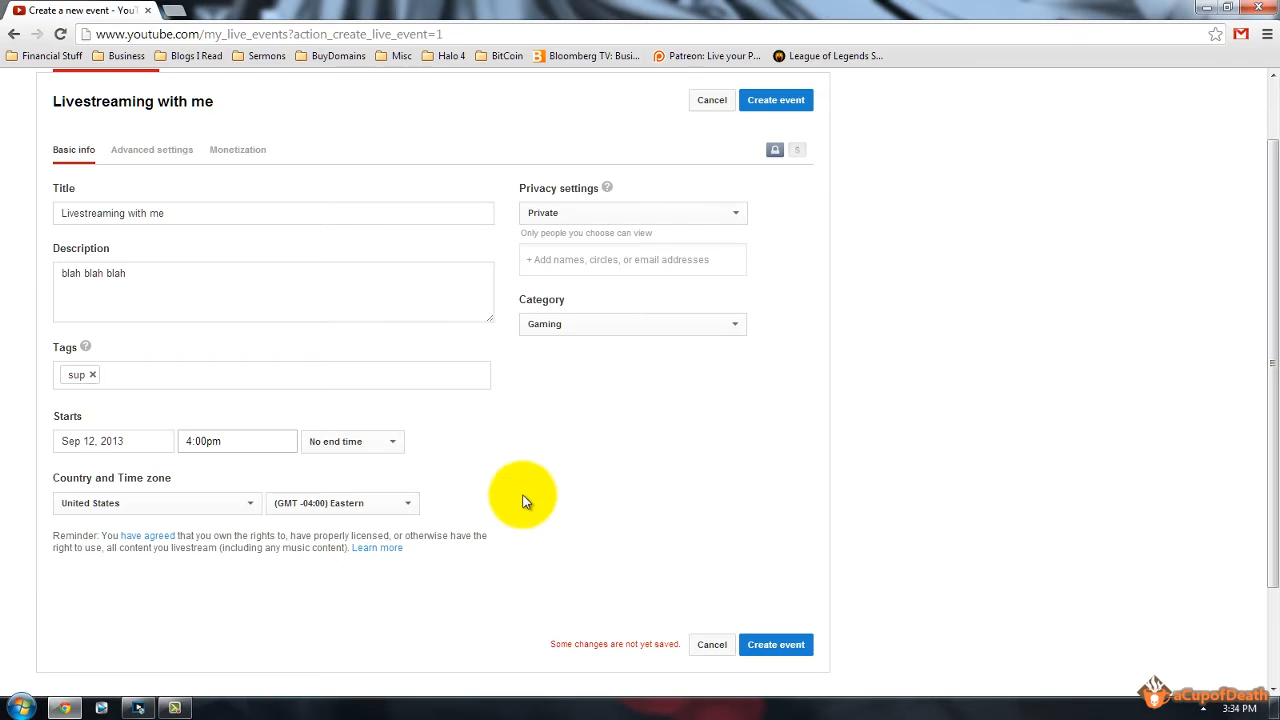 Create a new event - You
www.youtube.com/my_live_events?action_create_live_event=1
Financial Stuff Business Blogs I Read Sermons BuyDomains Misc Halo 4 BitCoin Bloomberg TV: Busi... Patreon: Live your P... League of Legends S...
Livestreaming with me
Cancel Create event
Basic info Advanced settings Monetization
$
Title
Livestreaming with me
Privacy settings ?
Private
Only people you choose can view
+ Add names, circles, or email addresses
Description
blah blah blah
Category
Gaming
Tags ?
sup ×
Starts
Sep 12, 2013 4:00pm No end time
Country and Time zone
United States (GMT -04:00) Eastern
Reminder: You have agreed that you own the rights to, have properly licensed, or otherwise have the
right to use, all content you livestream (including any music content). Learn more
Some changes are not yet saved. Cancel Create event
aCupofDeath
3:34 PM